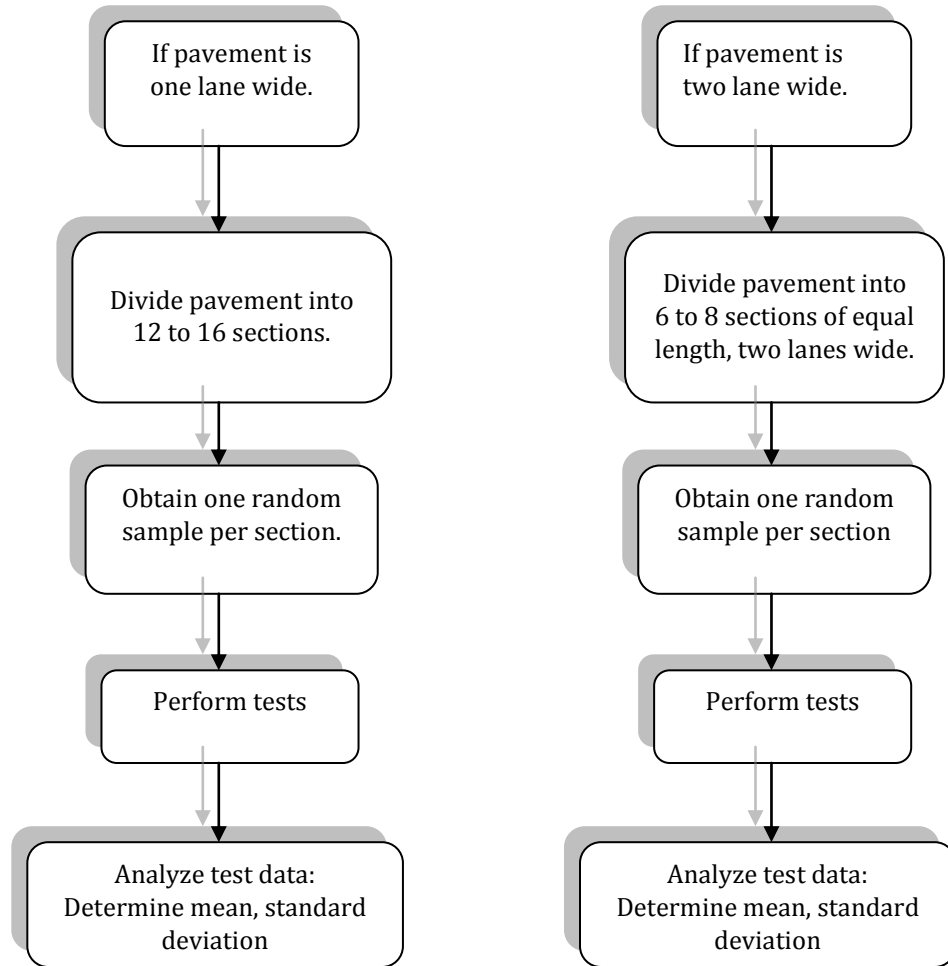 If pavement is
one lane wide.
Divide pavement into
12 to 16 sections.
Obtain one random
sample per section.
Perform tests
Analyze test data:
Determine mean, standard
deviation
If pavement is
two lane wide.
Divide pavement into
6 to 8 sections of equal
length, two lanes wide.
Obtain one random
sample per section
Perform tests
Analyze test data:
Determine mean, standard
deviation